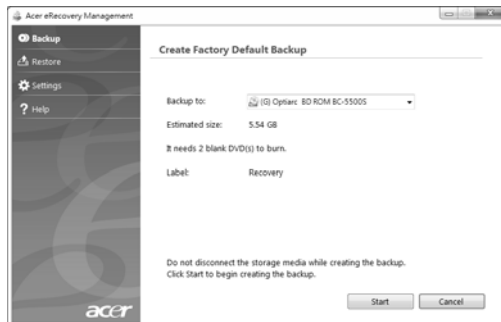 Acer eRecovery Management
Backup
Restore
Settings
Help
Create Factory Default Backup
Backup to: (G) Optiarc BD ROM BC-5500S
Estimated size: 5.54 GB
It needs 2 blank DVD(s) to burn.
Label: Recovery
Do not disconnect the storage media while creating the backup.
Click Start to begin creating the backup.
Start Cancel
acer